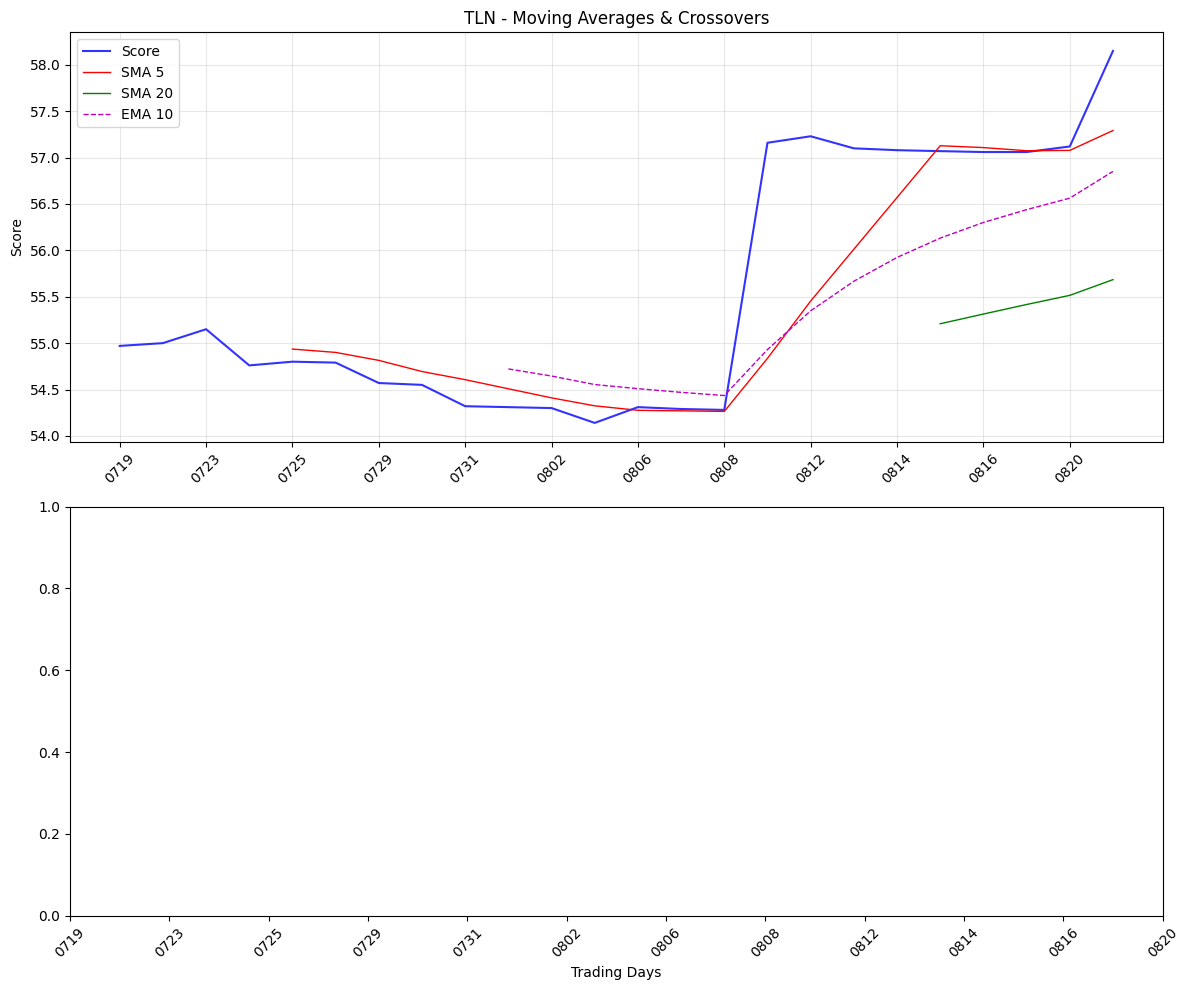 TLN - Moving Averages & Crossovers
Score
SMA 5
SMA 20
EMA 10
Score
58.0
57.5
57.0
56.5
56.0
55.5
55.0
54.5
54.0
0719 0723 0725 0729 0731 0802 0806 0808 0812 0814 0816 0820
1.0
0.8
0.6
0.4
0.2
0.0
0719 0723 0725 0729 0731 0802 0806 0808 0812 0814 0816 0820
Trading Days